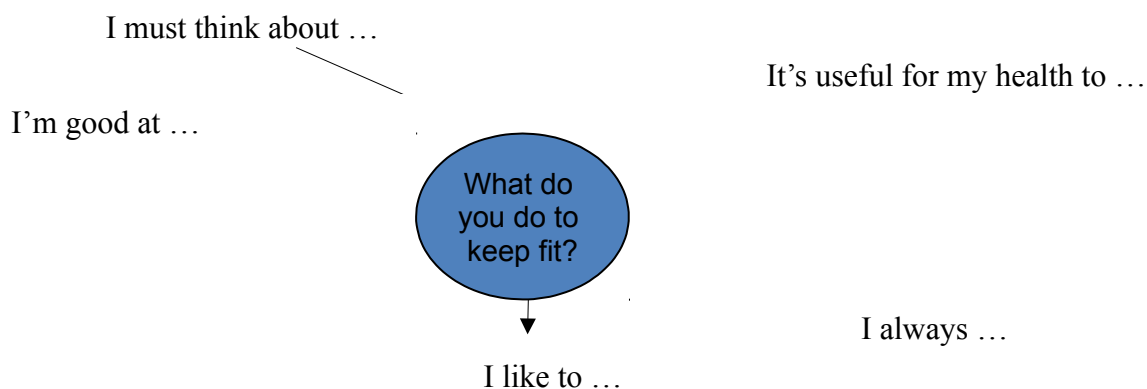 I must think about …
It’s useful for my health to …
I’m good at …
What do
you do to
keep fit?
I always …
I like to …